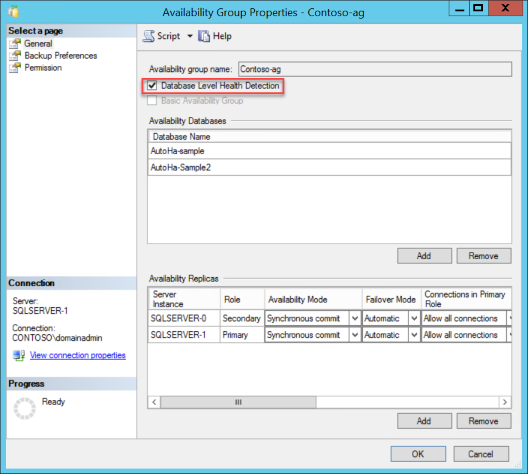 Availability Group Properties - Contoso-ag
Select a page
General
Backup Preferences
Permission
Script
Help
Availability group name: Contoso-ag
Database Level Health Detection
Basic Availability Group
Availability Databases
Database Name
AutoHa-sample
AutoHa-Sample2
Add Remove
Availability Replicas
Server Instance Role Availability Mode Failover Mode Connections in Primary Role
SQLSERVER-0 Secondary Synchronous commit Automatic Allow all connections
SQLSERVER-1 Primary Synchronous commit Automatic Allow all connections
Add Remove
Connection
Server:
SQLSERVER-1
Connection:
CONTOSO\domainadmin
View connection properties
Progress
Ready
OK Cancel